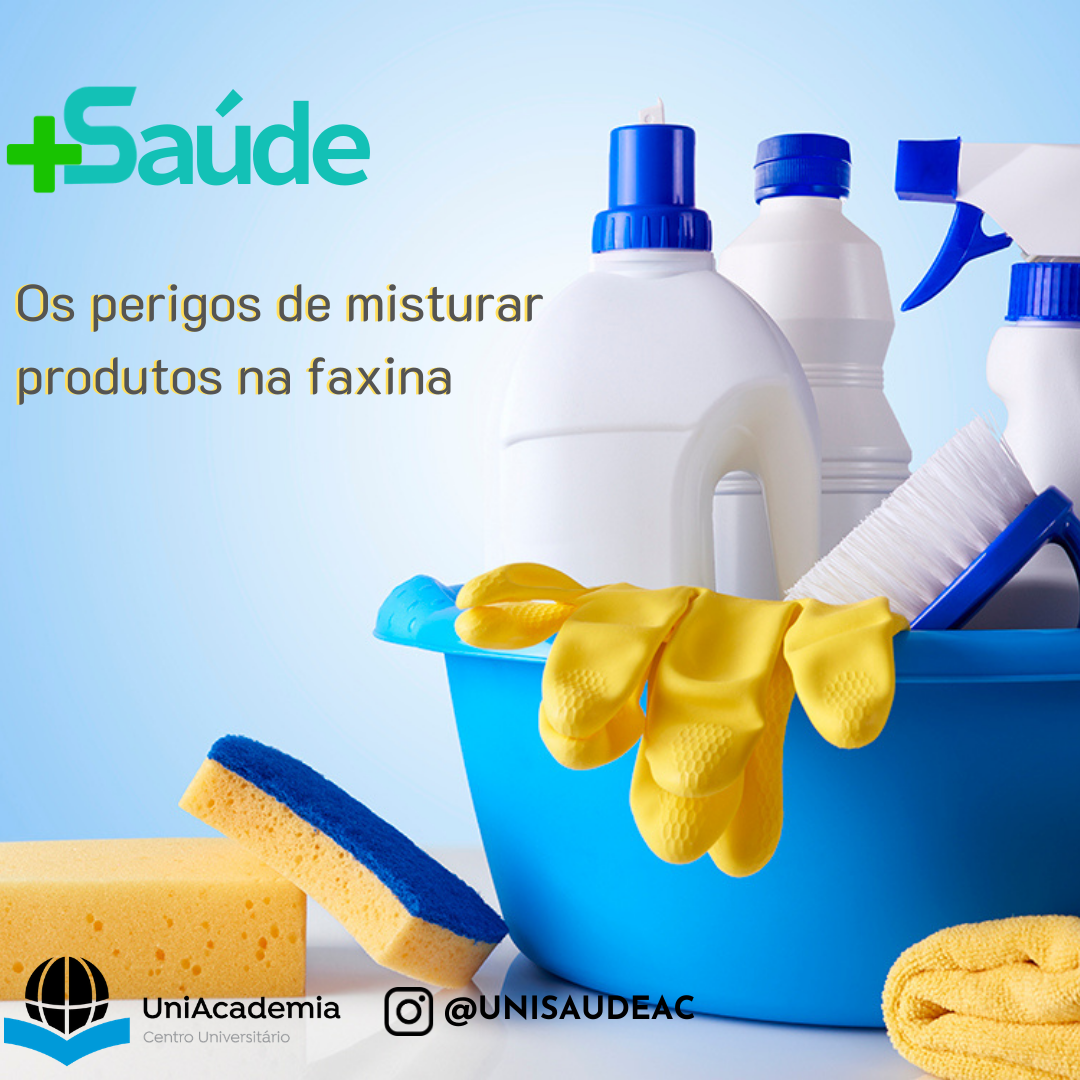 +Saúde
Os perigos de misturar
produtos na faxina
UniAcademia
Centro Universitário
@UNISAUDEAC